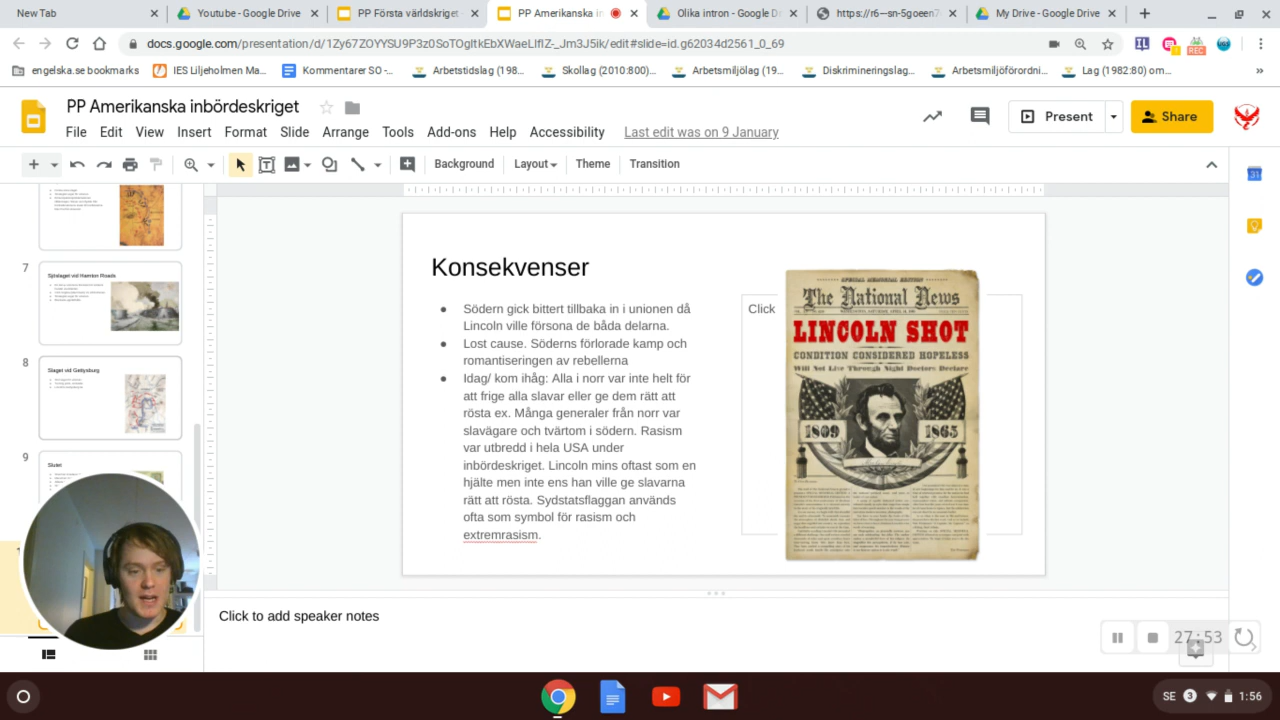 New Tab
Youtube - Google Drive
PP Första världskriget
PP Amerikanska in
Olika intron - Google D
https://r6---sn-5goeen7
My Drive - Google Drive
docs.google.com/presentation/d/1Zy67ZOYYSU9P3z0SoTOgItkEbXWaeLIfIZ-_Jm3J5ik/edit#slide=id.g62034d2561_0_69
REC
engelska.se bookmarks
IES Liljeholmen Ma...
Kommentarer SO -...
Arbetstidslag (198...
Skollag (2010:800)...
Arbetsmiljölag (19...
Diskrimineringslag...
Arbetsmiljöförordni...
Lag (1982:80) om...
PP Amerikanska inbördeskriget
File Edit View Insert Format Slide Arrange Tools Add-ons Help Accessibility Last edit was on 9 January
Present
Share
Background Layout Theme Transition
31
7
Sjöslaget vid Hamton Roads
8
Slaget vid Gettysburg
9
Slutet
Konsekvenser
Södern gick bittert tillbaka in i unionen då
Lincoln ville försona de båda delarna.
Lost cause. Söderns förlorade kamp och
romantiseringen av rebellerna
Idag/ kom ihåg: Alla i norr var inte helt för
att frige alla slavar eller ge dem rätt att
rösta ex. Många generaler från norr var
slavägare och tvärtom i södern. Rasism
var utbredd i hela USA under
inbördeskriget. Lincoln mins oftast som en
hjälte men inte ens han ville ge slavarna
rätt att rösta. Sydstatsflaggan används
ofta som symbol för rasism och
extremrasism.
Click
SPECIAL MEMORIAL EDITION
The National News
LINCOLN SHOT
CONDITION CONSIDERED HOPELESS
Will Not Live Through Night Doctors Declare
1809
1865
Click to add speaker notes
27:53
SE 3 1:56